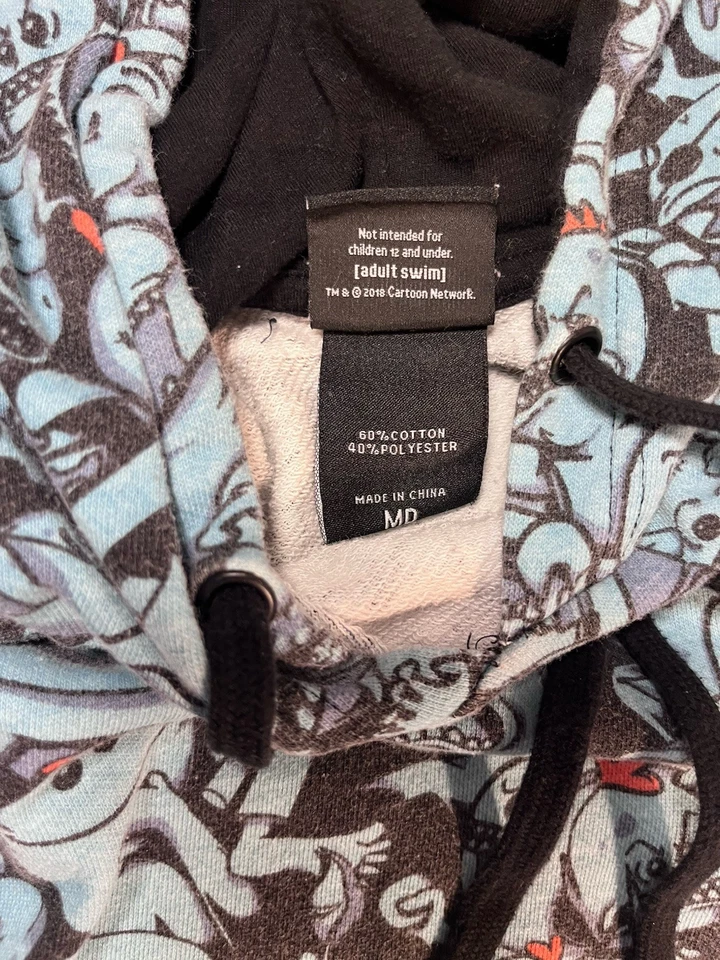 Not intended for
children 12 and under.
[adult swim]
TM & © 2018 Cartoon Network.
60% COTTON
40% POLYESTER
MADE IN CHINA
MD